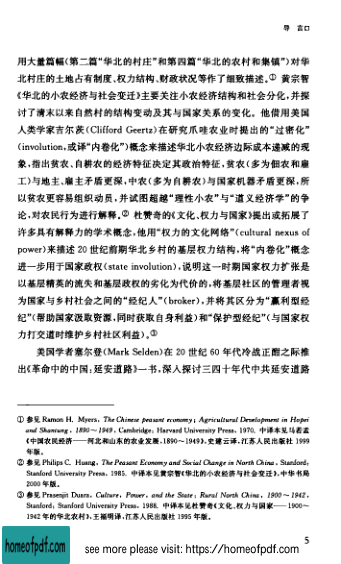 导 言口
用大量篇幅(第二篇“华北的村庄”和第四篇“华北的农村和集镇”)对华
北村庄的土地占有制度、权力结构、财政状况等作了细致描述。① 黄宗智
《华北的小农经济与社会变迁》主要关注小农经济结构和社会分化,并探
讨了清末以来自然村的结构变动及其与国家关系的变化。他借用美国
人类学家吉尔茨(Clifford Geertz)在研究爪哇农业时提出的“过密化”
(involution,或译“内卷化”)概念来描述华北小农经济边际成本递减的现
象,指出贫农、自耕农的经济特征决定其政治特征,贫农(多为佃农和雇
工)与地主、雇主矛盾更深,中农(多为自耕农)与国家机器矛盾更深,所
以贫农更容易组织动员,并试图超越“理性小农”与“道义经济学”的争
论,对农民行为进行解释。② 杜赞奇的《文化、权力与国家》提出或拓展了
许多具有解释力的学术概念,他用“权力的文化网络”(cultural nexus of
power)来描述 20 世纪前期华北乡村的基层权力结构,将“内卷化”概念
进一步用于国家政权(state involution),说明这一时期国家权力扩张是
以基层精英的流失和基层政权的劣化为代价的,将基层社区的管理者视
为国家与乡村社会之间的“经纪人”(broker),并将其区分为“赢利型经
纪”(帮助国家汲取资源,同时获取自身利益)和“保护型经纪”(与国家权
力打交道时维护乡村社区利益)。③
美国学者塞尔登(Mark Selden)在 20 世纪 60 年代冷战正酣之际推
出《革命中的中国:延安道路》一书,深入探讨三四十年代中共延安道路
① 参见 Ramon H. Myers, The Chinese peasant economy; Agricultural Development in Hopei
and Shantung, 1890～1949, Cambridge: Harvard University Press, 1970. 中译本见马若孟
《中国农民经济——河北和山东的农业发展,1890～1949》,史建云译,江苏人民出版社 1999
年版。
② 参见 Philips C. Huang, The Peasant Economy and Social Change in North China, Stanford:
Stanford University Press, 1985. 中译本见黄宗智《华北的小农经济与社会变迁》,中华书局
2000 年版。
③ 参见 Prasenjit Duara, Culture, Power, and the State: Rural North China, 1900～1942,
Stanford: Stanford University Press, 1988. 中译本见杜赞奇《文化、权力与国家——1900～
1942 年的华北农村》,王福明译,江苏人民出版社 1995 年版。
5
homeofpdf.com
see more please visit: https://homeofpdf.com